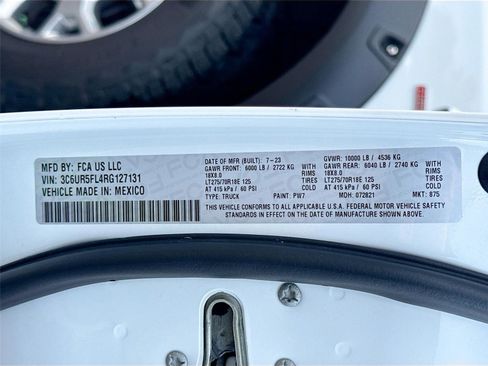 MFD BY: FCA US LLC
VIN: 3C6UR5FL4RG127131
VEHICLE MADE IN: MEXICO
DATE OF MFR (BUILT): 7-23 GVWR: 10000 LB / 4536 KG
GAWR FRONT: 6000 LB / 2722 KG WITH GAWR REAR: 6040 LB / 2740 KG WITH
18X8.0 RIMS 18X8.0 RIMS
LT275/70R18E 125 TIRES LT275/70R18E 125 TIRES
AT 415 kPa / 60 PSI COLD AT 415 kPa / 60 PSI COLD
TYPE: TRUCK PAINT: PW7 MDH: 072821 MKT: 875
THIS VEHICLE CONFORMS TO ALL APPLICABLE U.S.A. FEDERAL MOTOR VEHICLE SAFETY
STANDARDS IN EFFECT ON THE DATE OF MANUFACTURE SHOWN ABOVE.